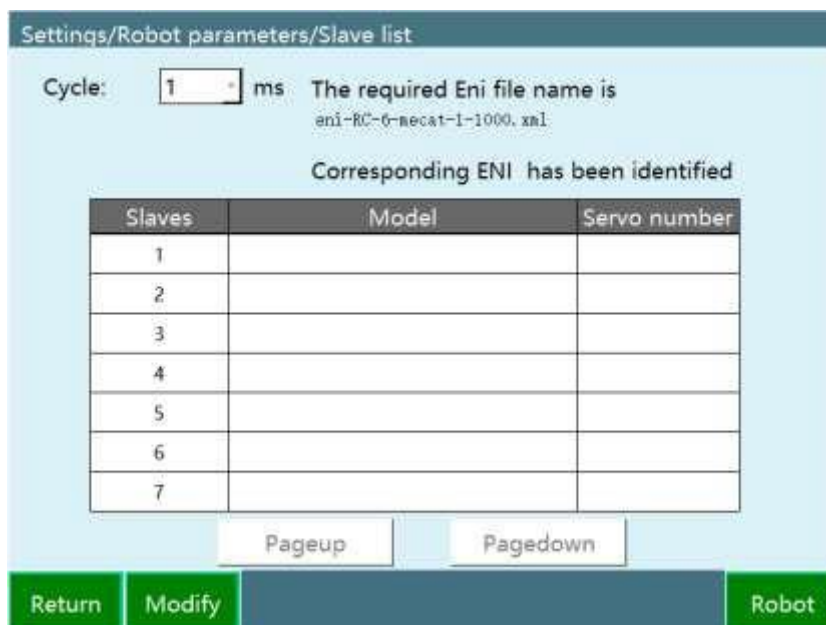 Settings/Robot parameters/Slave list
Cycle: 1 ms The required Eni file name is
eni-RC-6-mecat-1-1000.xml
Corresponding ENI has been identified
Slaves Model Servo number
1
2
3
4
5
6
7
Pageup Pagedown
Return Modify Robot